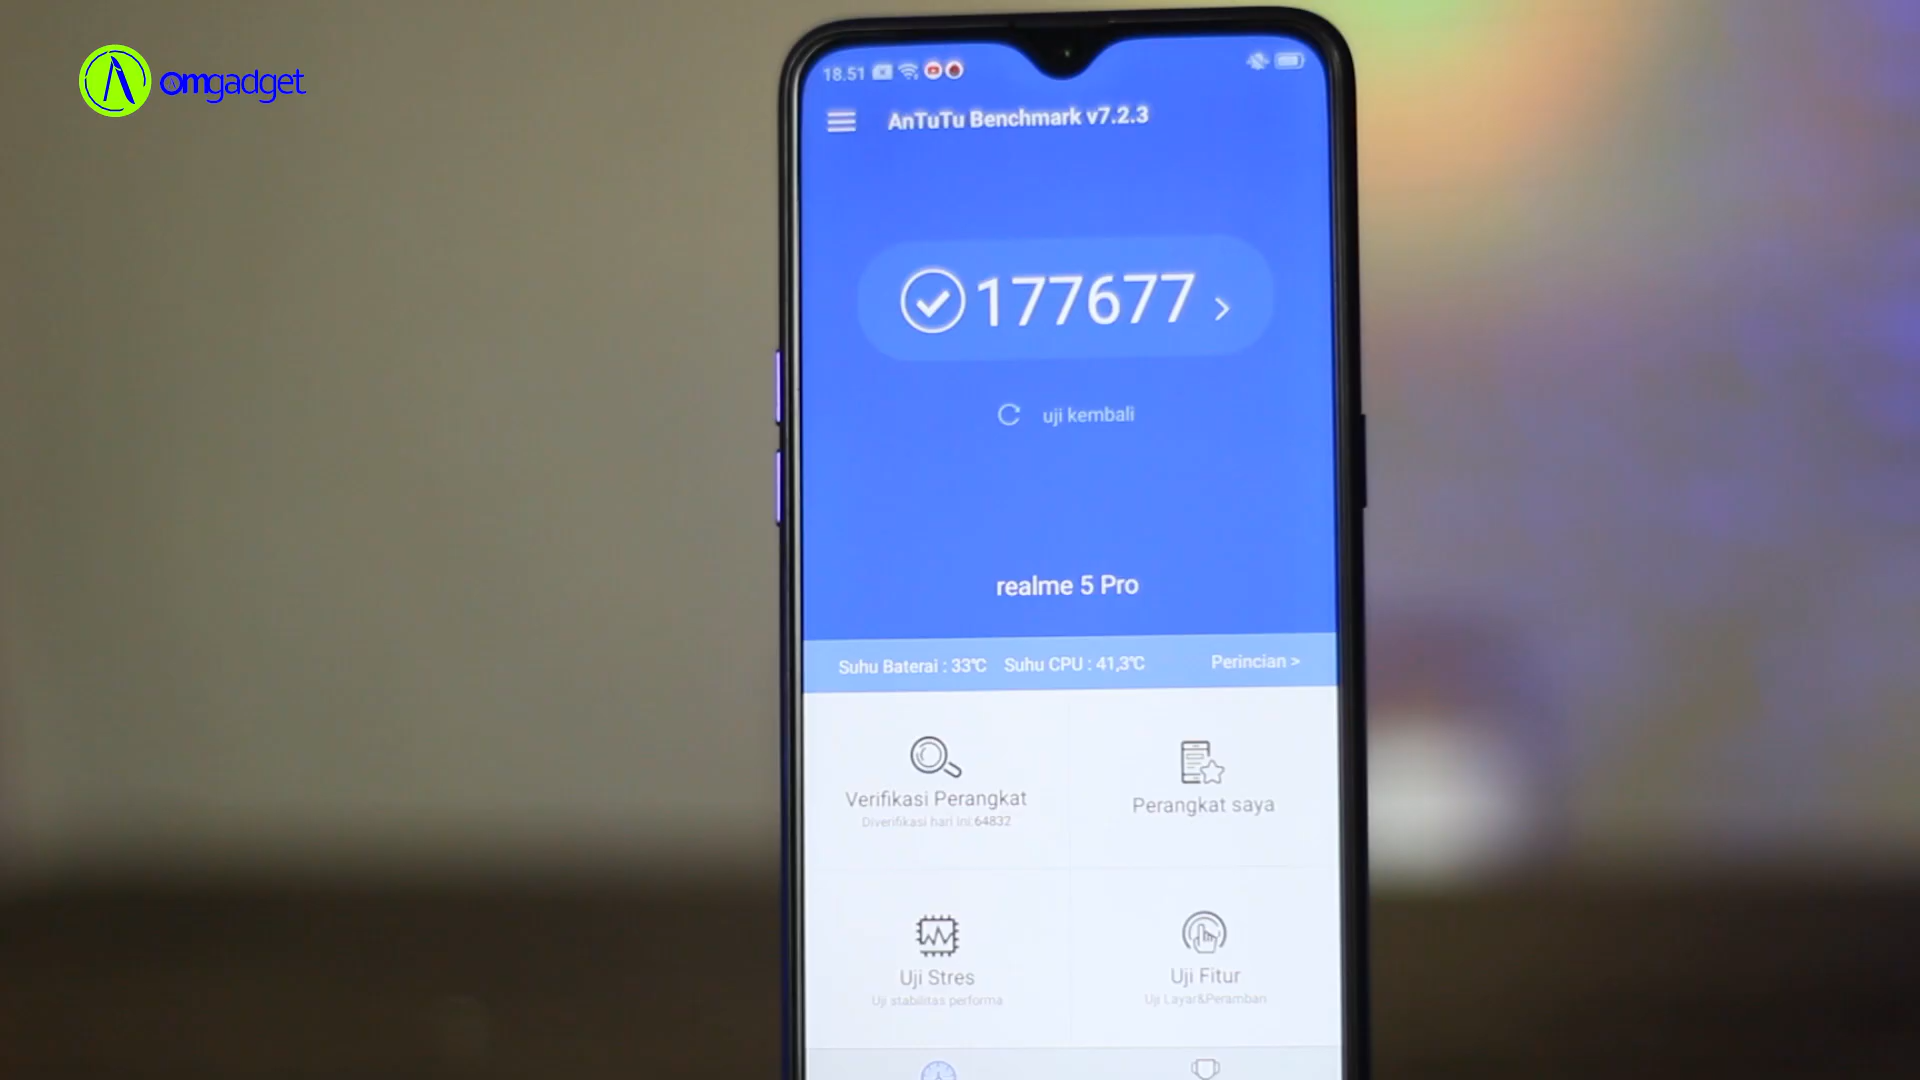 omgadget
18.51
AnTuTu Benchmark v7.2.3
177677 >
uji kembali
realme 5 Pro
Suhu Baterai : 33℃ Suhu CPU : 41,3℃ Perincian >
Verifikasi Perangkat
Diverifikasi hari ini:64832
Perangkat saya
Uji Stres
Uji stabilitas performa
Uji Fitur
Uji Layar&Peramban